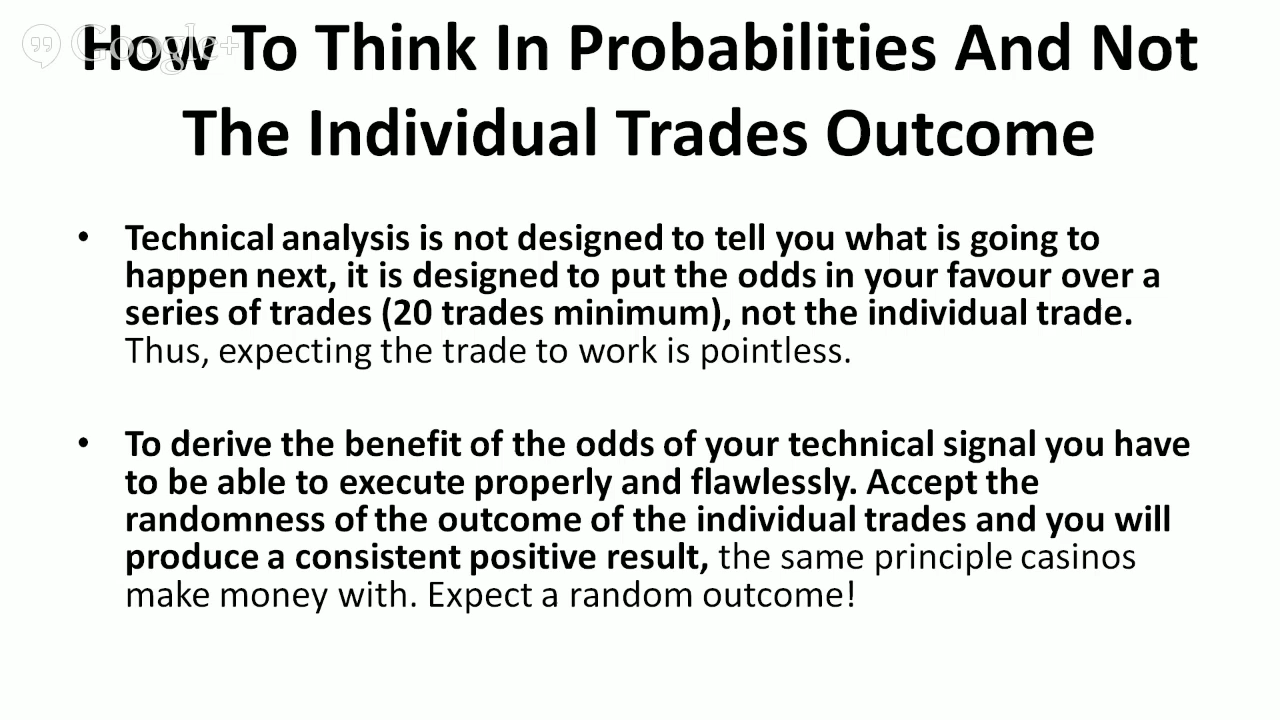 Google+
How To Think In Probabilities And Not
The Individual Trades Outcome
• Technical analysis is not designed to tell you what is going to
happen next, it is designed to put the odds in your favour over a
series of trades (20 trades minimum), not the individual trade.
Thus, expecting the trade to work is pointless.
• To derive the benefit of the odds of your technical signal you have
to be able to execute properly and flawlessly. Accept the
randomness of the outcome of the individual trades and you will
produce a consistent positive result, the same principle casinos
make money with. Expect a random outcome!